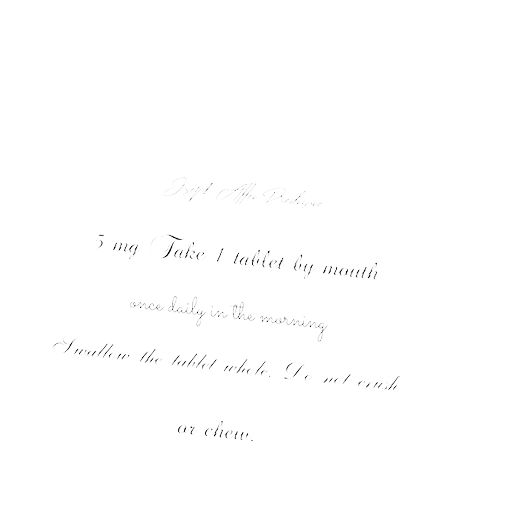 5 mg Take 1 tablet by mouth
once daily in the morning
Swallow the tablet whole. Do not crush
or chew.